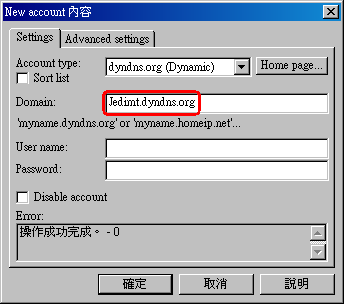 New account 內容
Settings
Advanced settings
Account type:
dyndns.org (Dynamic)
Home page...
Sort list
Domain:
Jedimt.dyndns.org
'myname.dyndns.org' or 'myname.homeip.net'...
User name:
Password:
Disable account
Error:
操作成功完成。 - 0
確定
取消
說明